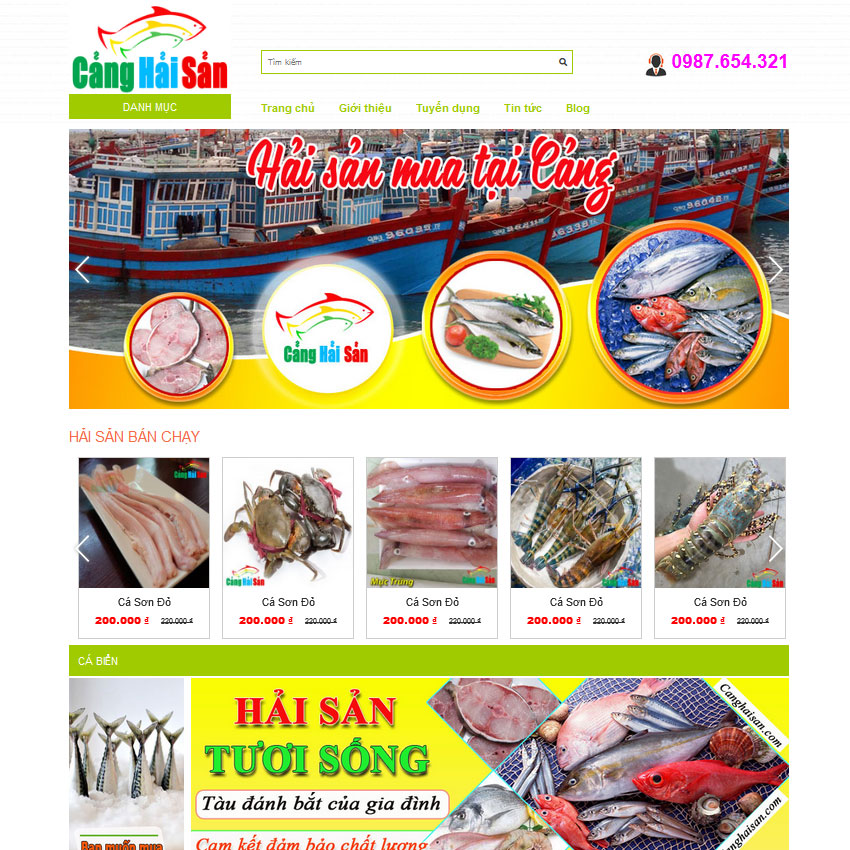 Cảng Hải Sản
Tìm kiếm
0987.654.321
DANH MỤC
Trang chủ
Giới thiệu
Tuyển dụng
Tin tức
Blog
Hải sản mua tại Cảng
Cảng Hải Sản
HẢI SẢN BÁN CHẠY
Cảng Hải Sản
Cảng Hải Sản
Mực Trứng
Cảng Hải Sản
Cảng Hải Sản
Cảng Hải Sản
Cá Sơn Đỏ
Cá Sơn Đỏ
Cá Sơn Đỏ
Cá Sơn Đỏ
Cá Sơn Đỏ
200.000 đ 220.000 đ
200.000 đ 220.000 đ
200.000 đ 220.000 đ
200.000 đ 220.000 đ
200.000 đ 220.000 đ
CÁ BIỂN
HẢI SẢN
TƯƠI SỐNG
Tàu đánh bắt của gia đình
Cam kết đảm bảo chất lượng
Canghaisan.com
Canghaisan.com
Bạn muốn mua